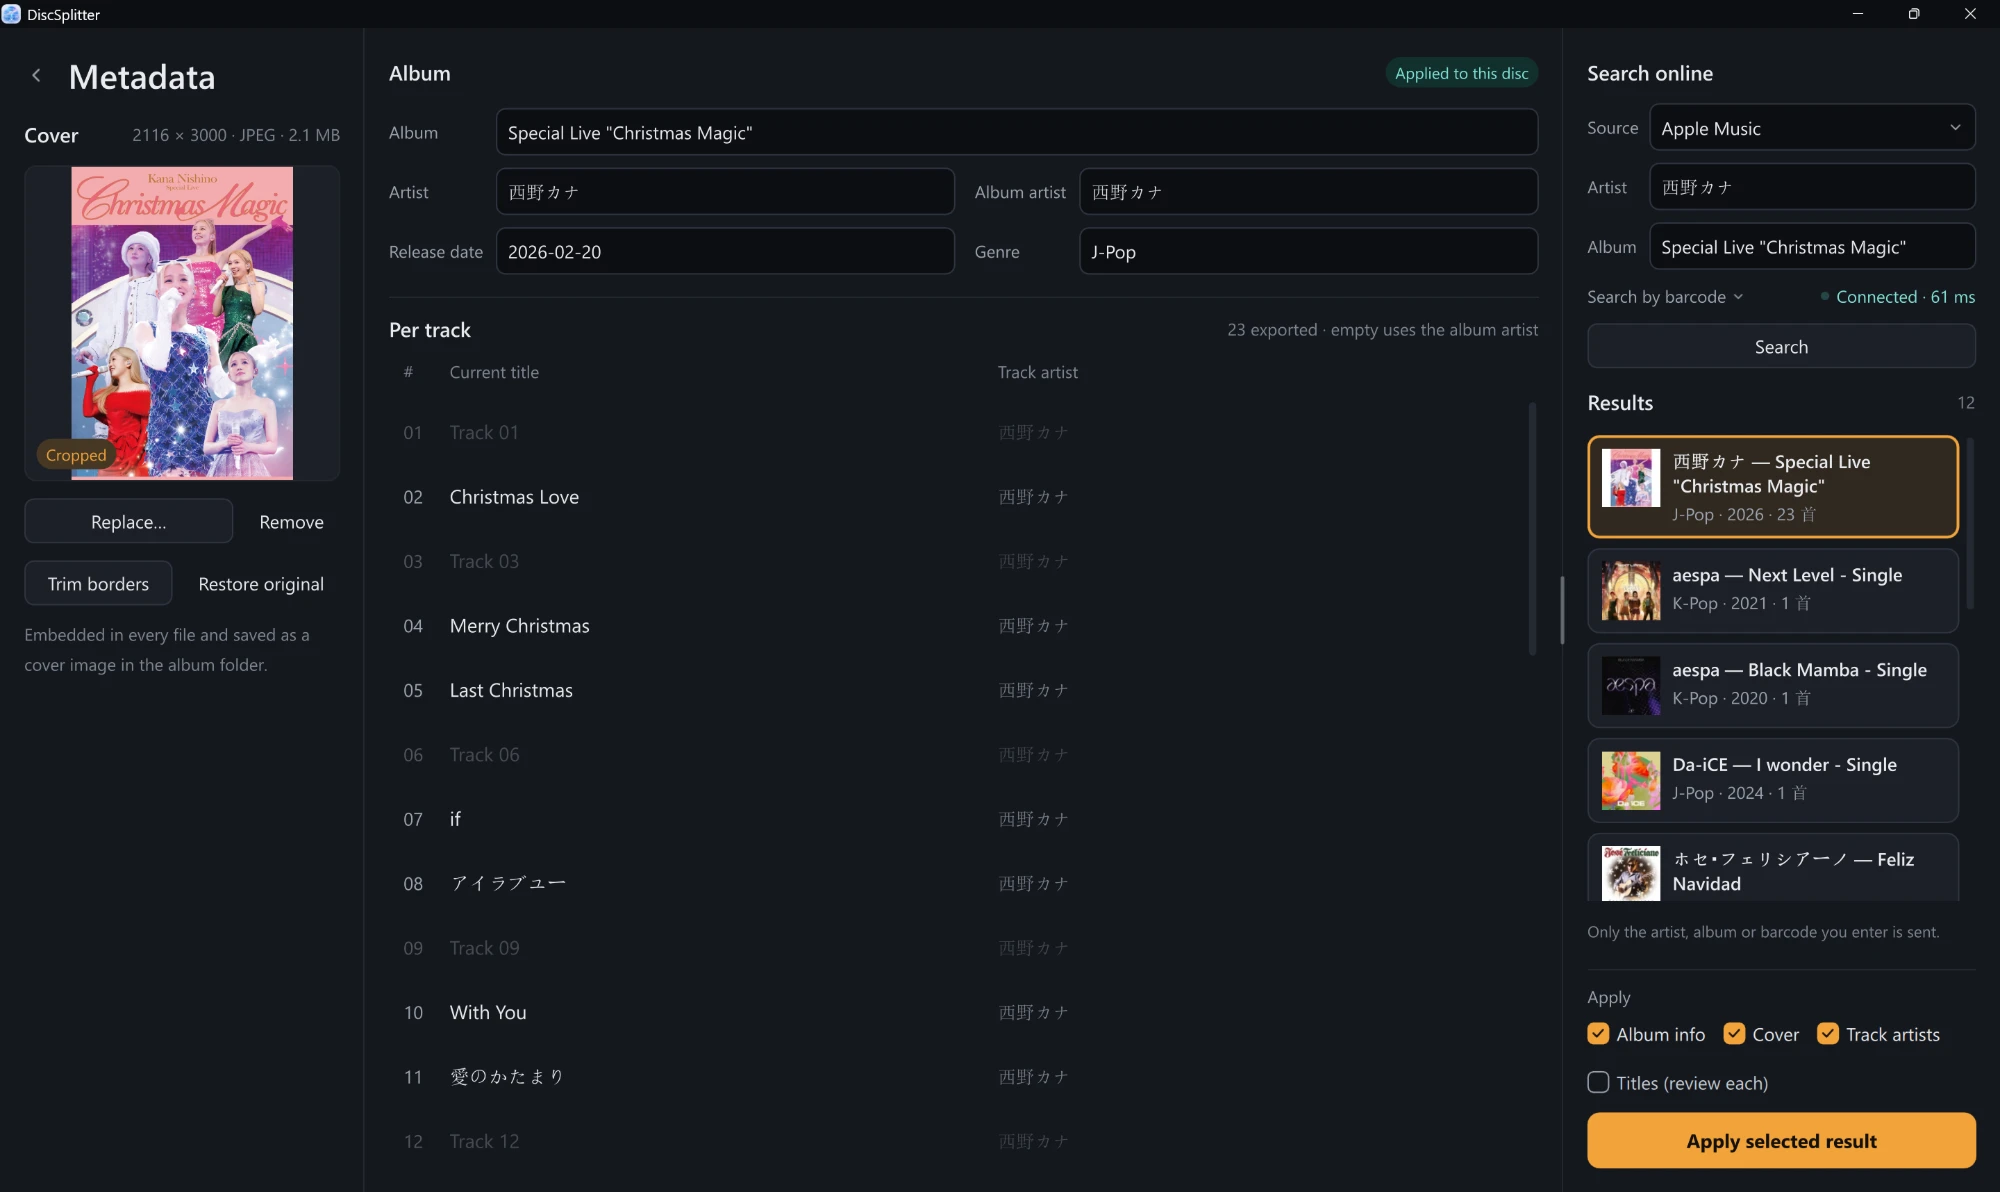 DiscSplitter
Metadata
Cover
2116 × 3000 · JPEG · 2.1 MB
Kana Nishino
Special Live
Christmas Magic
Cropped
Replace...
Remove
Trim borders
Restore original
Embedded in every file and saved as a
cover image in the album folder.
Album
Applied to this disc
Album
Special Live "Christmas Magic"
Artist
西野カナ
Album artist
西野カナ
Release date
2026-02-20
Genre
J-Pop
Per track
23 exported · empty uses the album artist
# Current title Track artist
01 Track 01 西野カナ
02 Christmas Love 西野カナ
03 Track 03 西野カナ
04 Merry Christmas 西野カナ
05 Last Christmas 西野カナ
06 Track 06 西野カナ
07 if 西野カナ
08 アイラブユー 西野カナ
09 Track 09 西野カナ
10 With You 西野カナ
11 愛のかたまり 西野カナ
12 Track 12 西野カナ
Search online
Source
Apple Music
Artist
西野カナ
Album
Special Live "Christmas Magic"
Search by barcode
Connected · 61 ms
Search
Results
12
西野カナ — Special Live
"Christmas Magic"
J-Pop · 2026 · 23 首
aespa — Next Level - Single
K-Pop · 2021 · 1 首
aespa
aespa — Black Mamba - Single
K-Pop · 2020 · 1 首
Da-iCE
Da-iCE — I wonder - Single
J-Pop · 2024 · 1 首
José Feliciano
ホセ・フェリシアーノ — Feliz
Navidad
Only the artist, album or barcode you enter is sent.
Apply
Album info
Cover
Track artists
Titles (review each)
Apply selected result